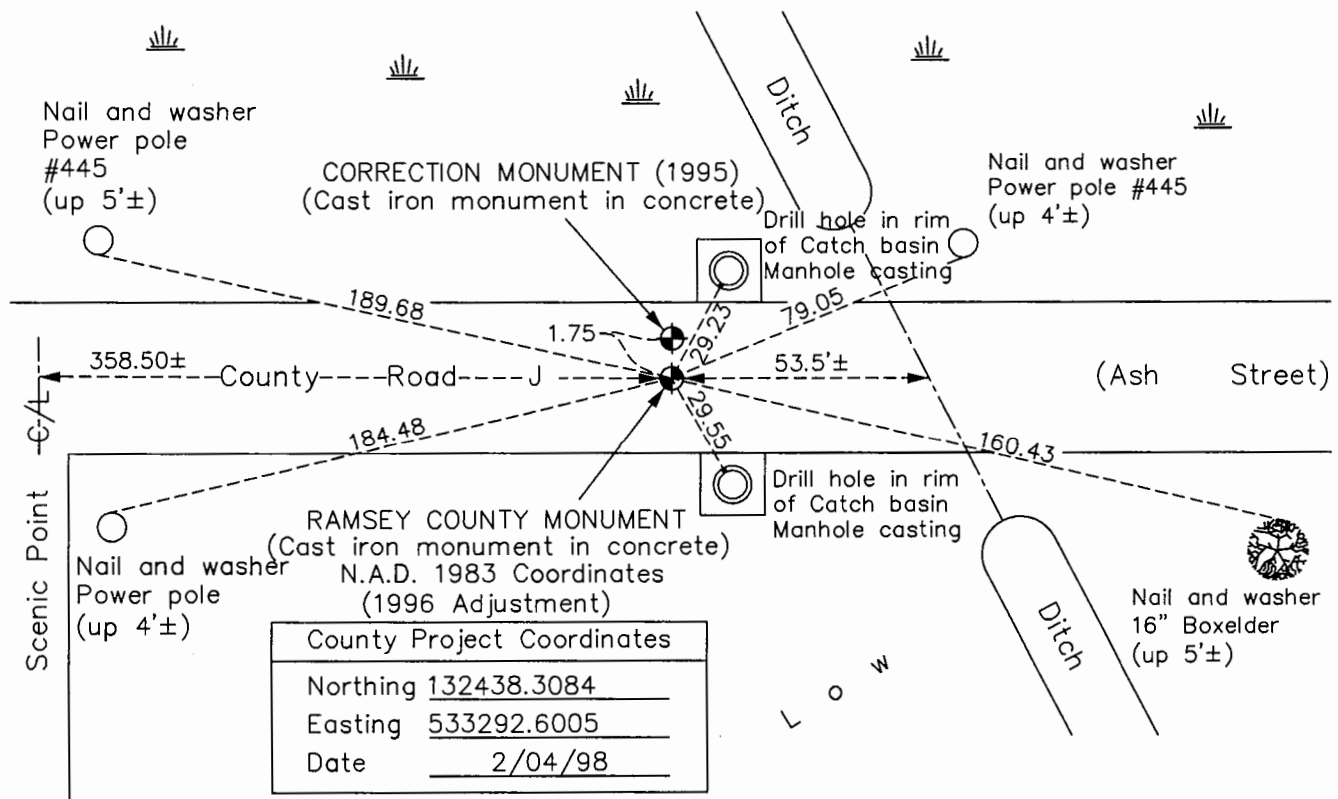 Ditch
Nail and washer
Power pole
#445
(up 5'±)
CORRECTION MONUMENT (1995)
(Cast iron monument in concrete)
Nail and washer
Power pole #445
(up 4'±)
Drill hole in rim
of Catch basin
Manhole casting
189.68
1.75
29.23
79.05
358.50±
County Road J
53.5'±
(Ash Street)
C/L
184.48
29.55
160.43
Scenic Point
Drill hole in rim
of Catch basin
Manhole casting
RAMSEY COUNTY MONUMENT
(Cast iron monument in concrete)
N.A.D. 1983 Coordinates
(1996 Adjustment)
Nail and washer
Power pole
(up 4'±)
Nail and washer
16" Boxelder
(up 5'±)
Ditch
County Project Coordinates
Northing 132438.3084
Easting 533292.6005
Date 2/04/98
Low